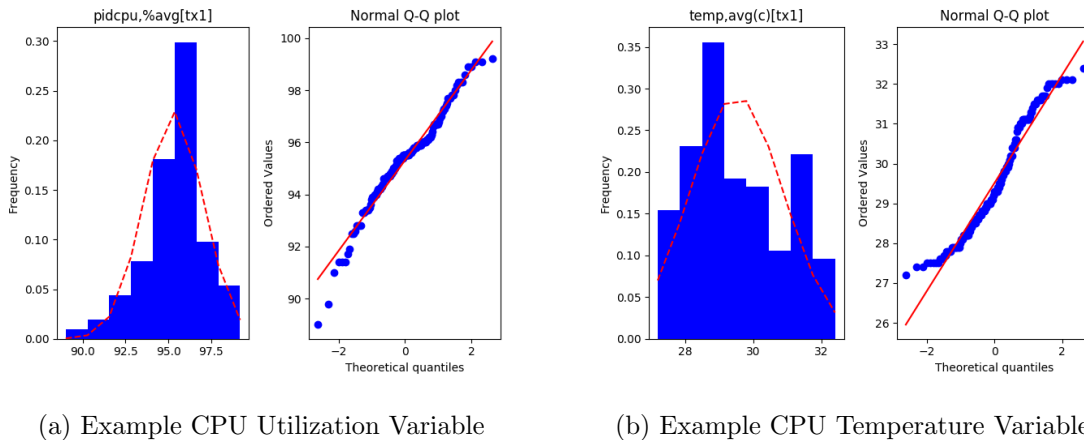 pidcpu,%avg[tx1]
Frequency
0.30
0.25
0.20
0.15
0.10
0.05
0.00
90.0 92.5 95.0 97.5
Normal Q-Q plot
Ordered Values
100
98
96
94
92
90
−2 0 2
Theoretical quantiles
(a) Example CPU Utilization Variable
temp,avg(c)[tx1]
Frequency
0.35
0.30
0.25
0.20
0.15
0.10
0.05
0.00
28 30 32
Normal Q-Q plot
Ordered Values
33
32
31
30
29
28
27
26
−2 0 2
Theoretical quantiles
(b) Example CPU Temperature Variable